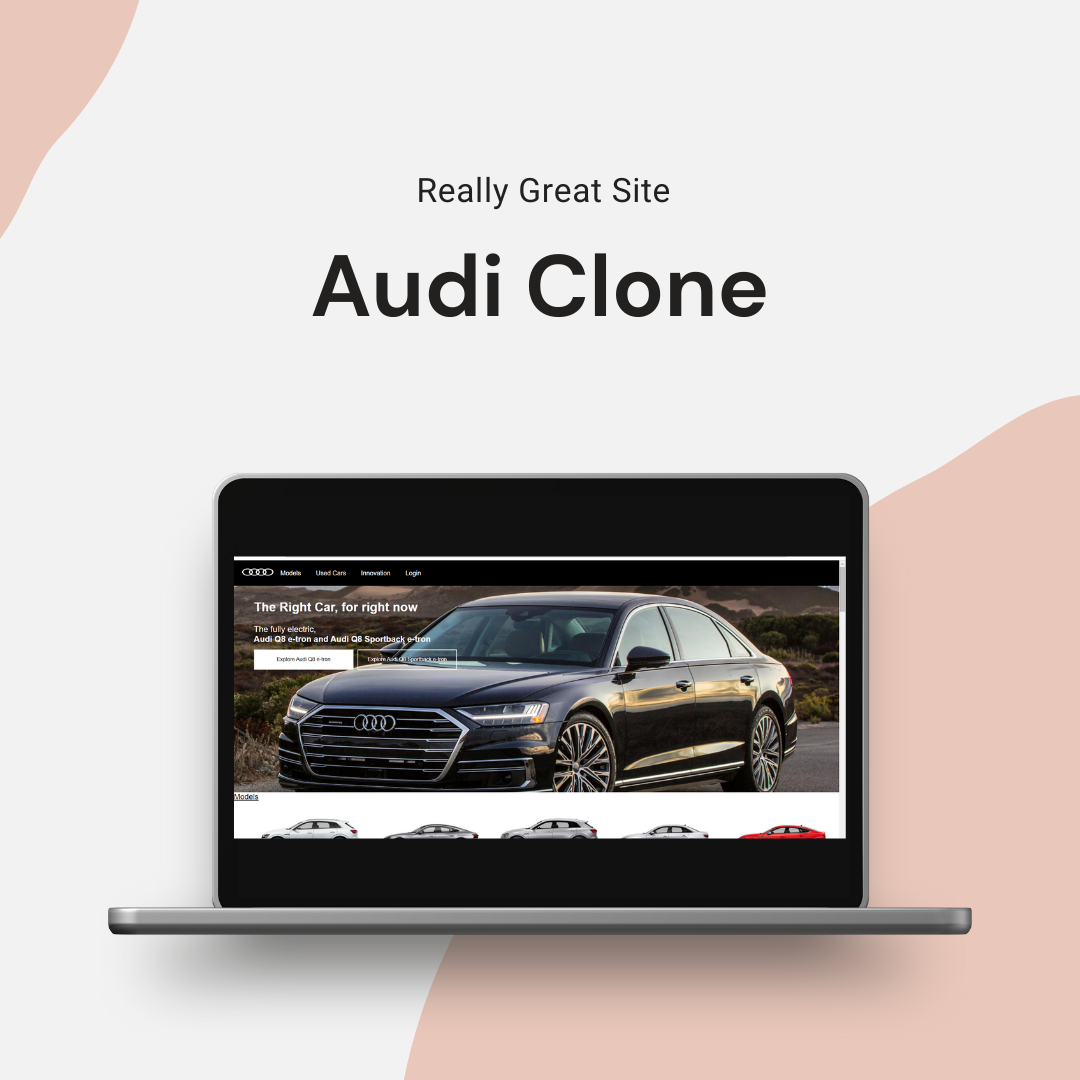 Really Great Site
Audi Clone
Models Used Cars Innovation Login
The Right Car, for right now
The fully electric,
Audi Q8 e-tron and Audi Q8 Sportback e-tron
Explore Audi Q8 e-tron Explore Audi Q8 Sportback e-tron
Models